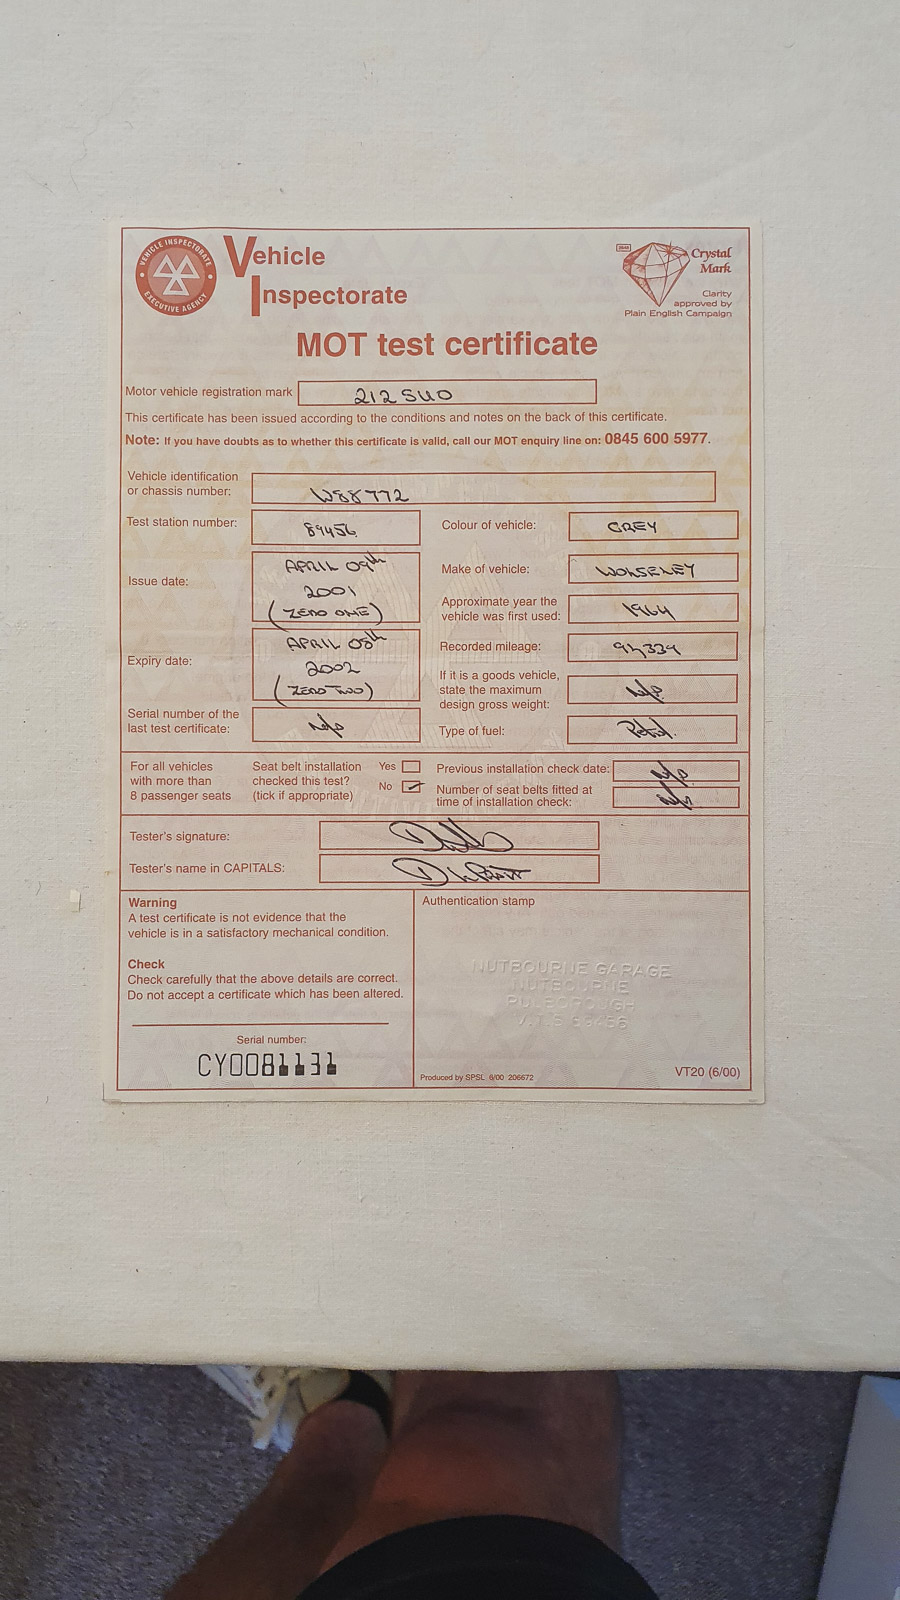 VEHICLE INSPECTORATE
EXECUTIVE AGENCY
Vehicle
Inspectorate
Crystal
Mark
Clarity
approved by
Plain English Campaign
MOT test certificate
Motor vehicle registration mark 212 SUO
This certificate has been issued according to the conditions and notes on the back of this certificate.
Note: If you have doubts as to whether this certificate is valid, call our MOT enquiry line on: 0845 600 5977.
Vehicle identification
or chassis number: W88772
Test station number: 89456
Colour of vehicle: GREY
Issue date: APRIL 09th
2001
(ZERO ONE)
Make of vehicle: WOLSELEY
Approximate year the
vehicle was first used: 1964
Expiry date: APRIL 08th
2002
(ZERO TWO)
Recorded mileage:
If it is a goods vehicle,
state the maximum
design gross weight: N/A
Serial number of the
last test certificate: N/A
Type of fuel: Petrol
For all vehicles
with more than
8 passenger seats
Seat belt installation
checked this test?
(tick if appropriate)
Yes
No
Previous installation check date: N/A
Number of seat belts fitted at
time of installation check: N/A
Tester's signature:
Tester's name in CAPITALS:
Warning
A test certificate is not evidence that the
vehicle is in a satisfactory mechanical condition.
Check
Check carefully that the above details are correct.
Do not accept a certificate which has been altered.
Serial number:
CY0081131
Authentication stamp
NUTBOURNE GARAGE
NUTBOURNE
PULBOROUGH
V.T.S 89456
Produced by SPSL 6/00 206672
VT20 (6/00)